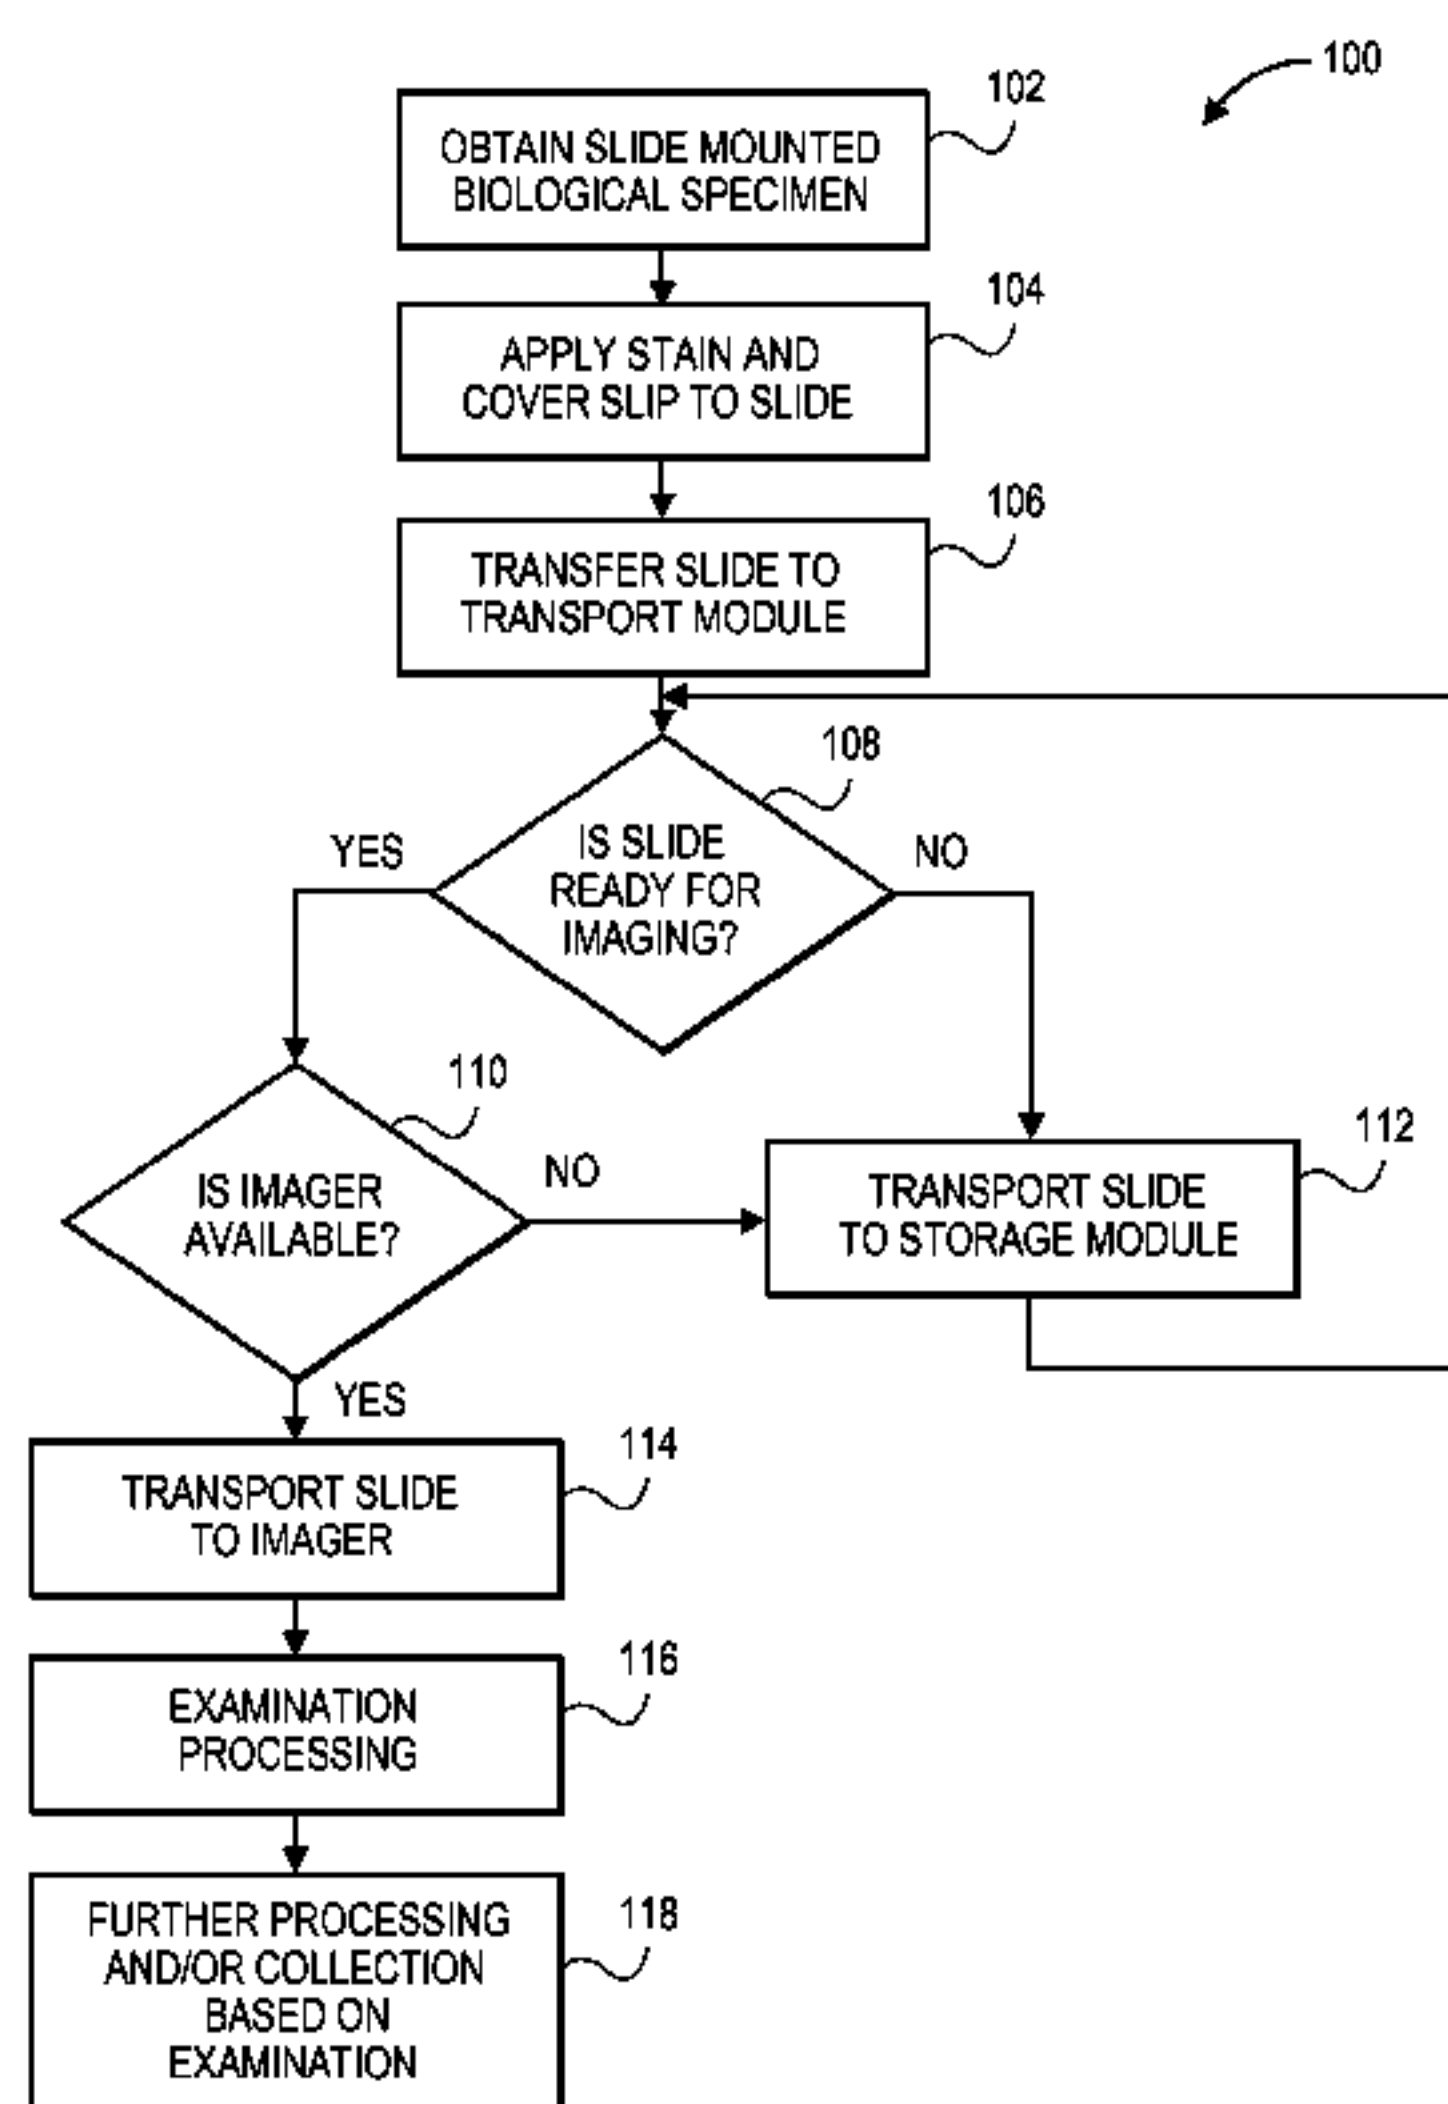 100
102
OBTAIN SLIDE MOUNTED
BIOLOGICAL SPECIMEN
104
APPLY STAIN AND
COVER SLIP TO SLIDE
106
TRANSFER SLIDE TO
TRANSPORT MODULE
108
IS SLIDE
READY FOR
IMAGING?
YES
NO
110
IS IMAGER
AVAILABLE?
NO
YES
112
TRANSPORT SLIDE
TO STORAGE MODULE
114
TRANSPORT SLIDE
TO IMAGER
116
EXAMINATION
PROCESSING
118
FURTHER PROCESSING
AND/OR COLLECTION
BASED ON
EXAMINATION